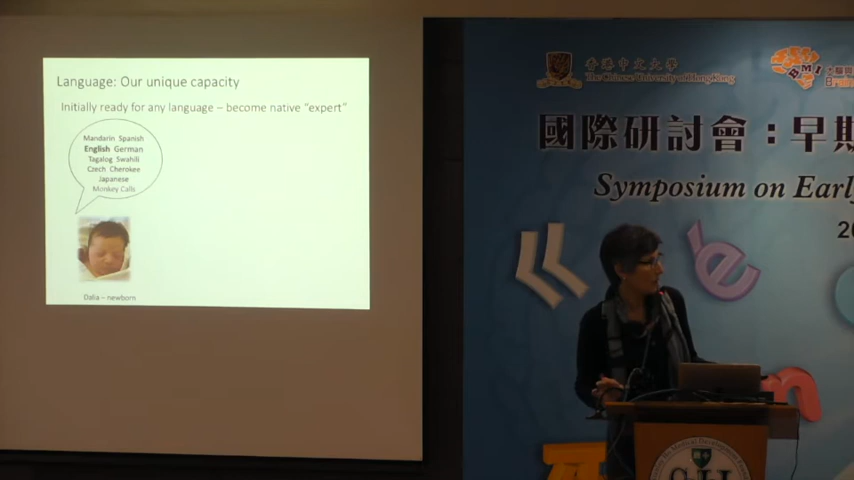 Language: Our unique capacity
Initially ready for any language – become native “expert”
Mandarin Spanish
English German
Tagalog Swahili
Czech Cherokee
Japanese
Monkey Calls
Dalia – newborn
香港中文大學
The Chinese University of Hong Kong
BMI
國際研討會：早期
Symposium on Early
20